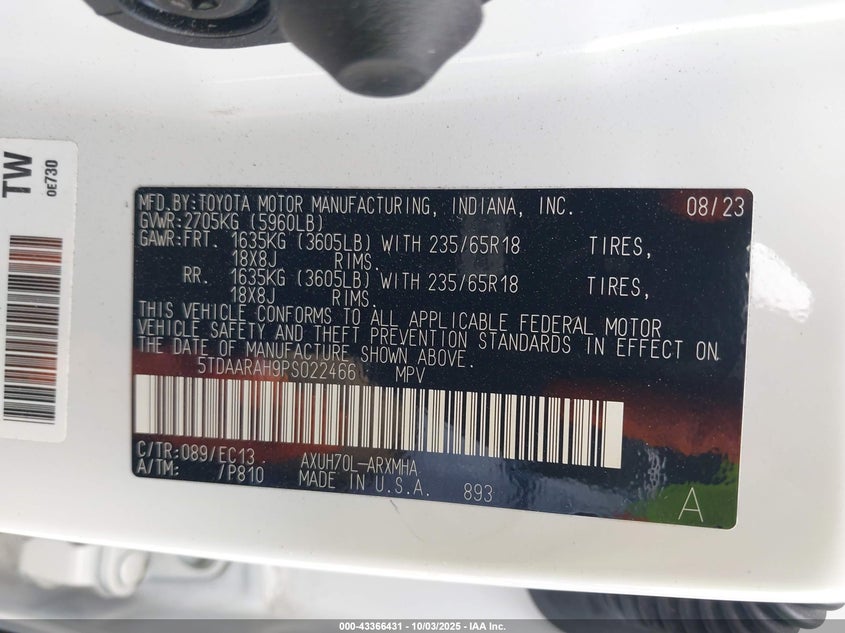 TW
0E730
MFD.BY:TOYOTA MOTOR MANUFACTURING, INDIANA, INC. 08/23
GVWR:2705KG (5960LB)
GAWR:FRT. 1635KG (3605LB) WITH 235/65R18 TIRES,
18X8J RIMS.
RR. 1635KG (3605LB) WITH 235/65R18 TIRES,
18X8J RIMS.
THIS VEHICLE CONFORMS TO ALL APPLICABLE FEDERAL MOTOR
VEHICLE SAFETY AND THEFT PREVENTION STANDARDS IN EFFECT ON
THE DATE OF MANUFACTURE SHOWN ABOVE.
5TDAARAH9PS022466 MPV
C/TR:089/EC13 AXUH70L-ARXMHA
A/TM: /P810 MADE IN U.S.A. 893
A
000-43366431 - 10/03/2025 - IAA Inc.